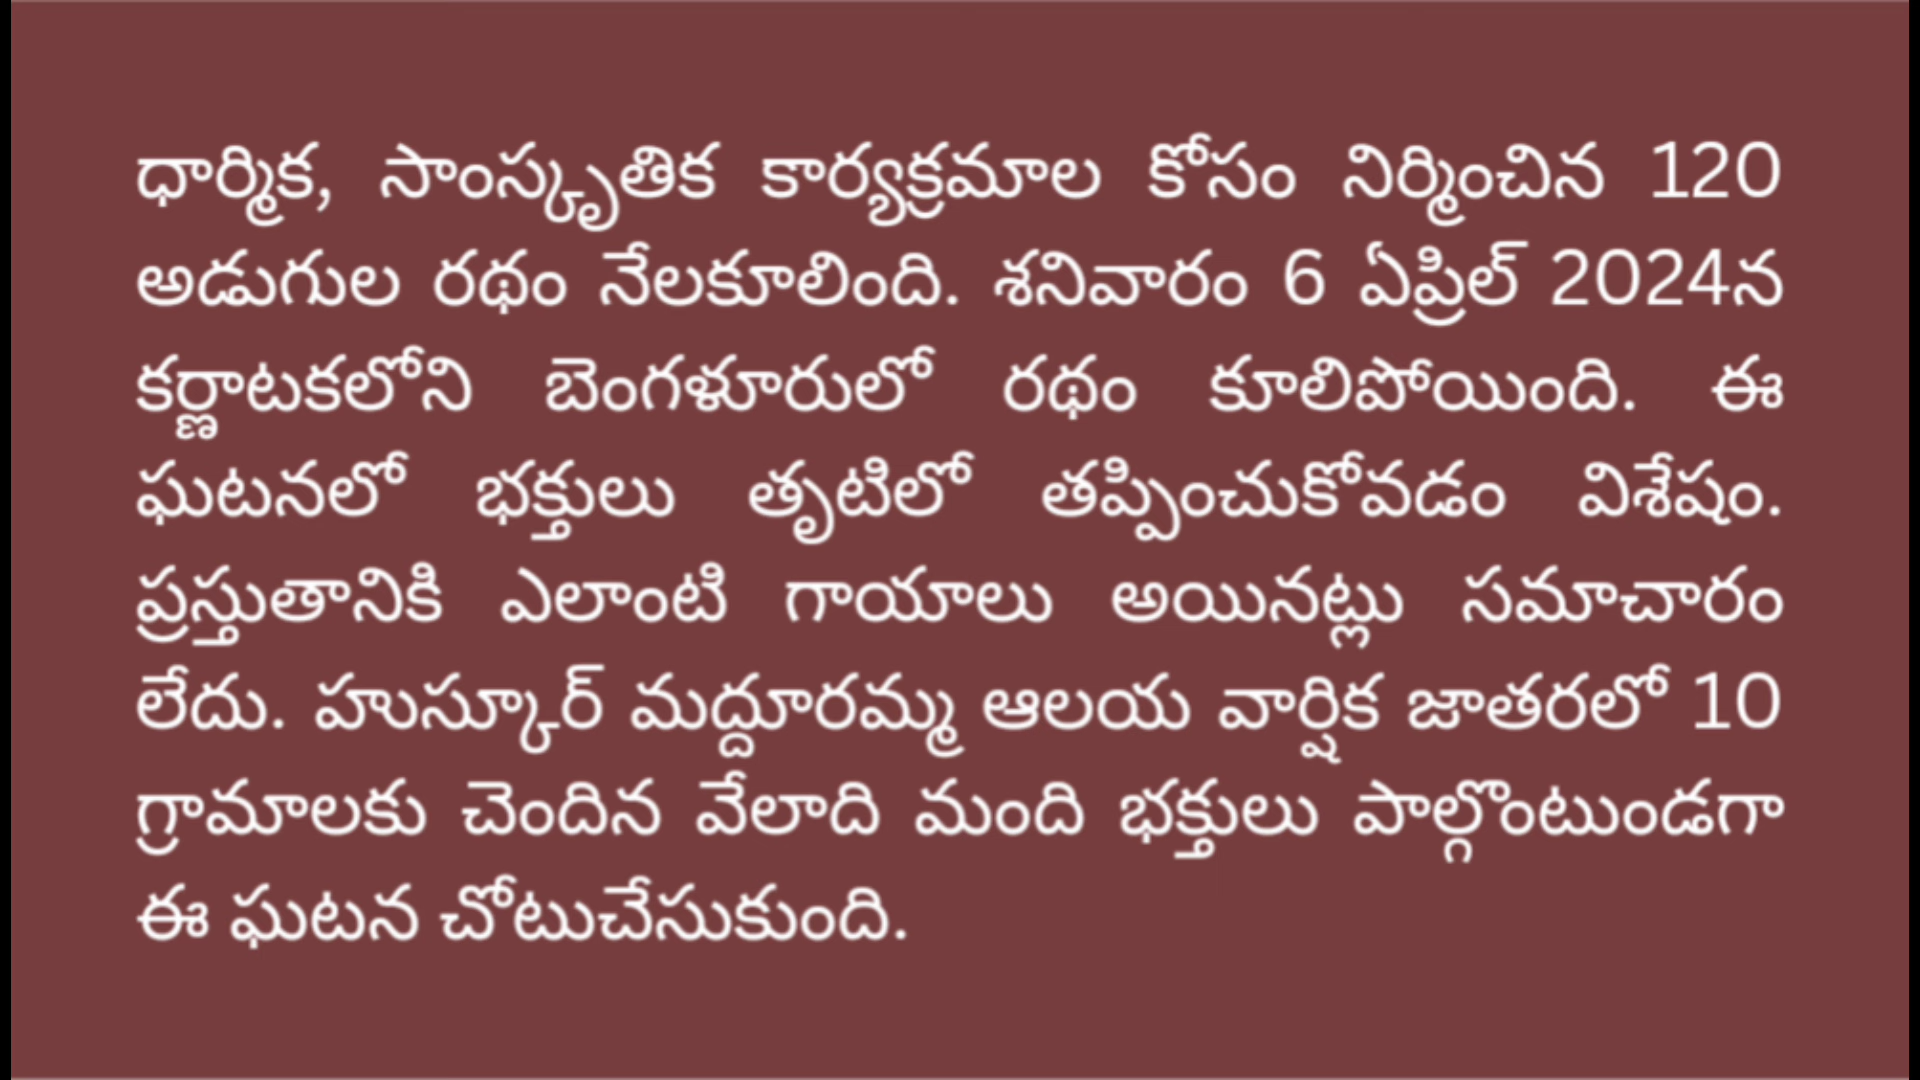 ధార్మిక, సాంస్కృతిక కార్యక్రమాల కోసం నిర్మించిన 120
అడుగుల రథం నేలకూలింది. శనివారం 6 ఏప్రిల్ 2024న
కర్ణాటకలోని బెంగళూరులో రథం కూలిపోయింది. ఈ
ఘటనలో భక్తులు తృటిలో తప్పించుకోవడం విశేషం.
ప్రస్తుతానికి ఎలాంటి గాయాలు అయినట్లు సమాచారం
లేదు. హుస్కూర్ మద్దూరమ్మ ఆలయ వార్షిక జాతరలో 10
గ్రామాలకు చెందిన వేలాది మంది భక్తులు పాల్గొంటుండగా
ఈ ఘటన చోటుచేసుకుంది.